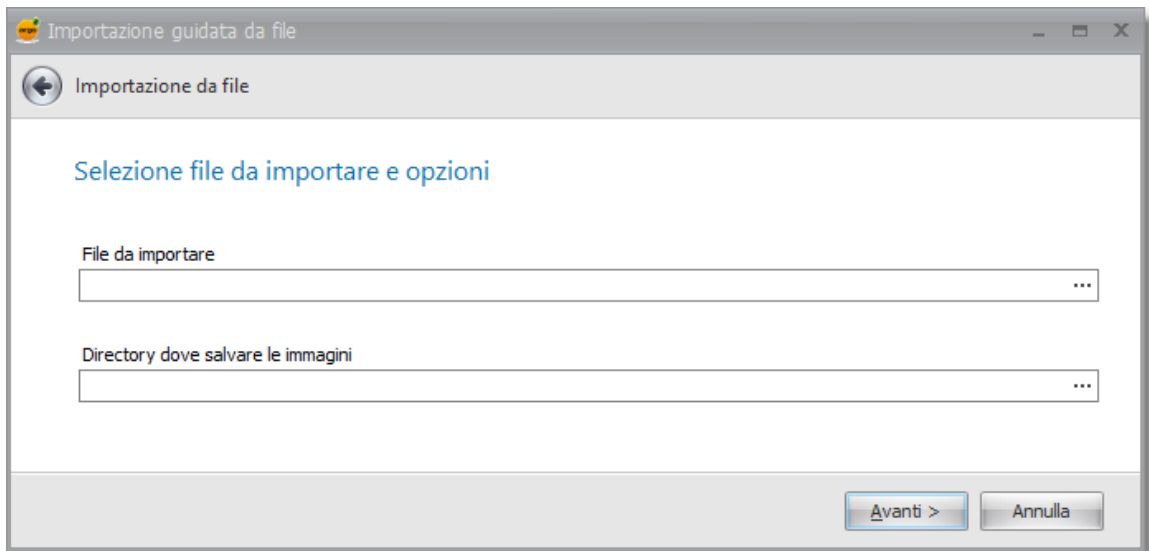 Importazione guidata da file
Importazione da file
Selezione file da importare e opzioni
File da importare
...
Directory dove salvare le immagini
...
Avanti >
Annulla